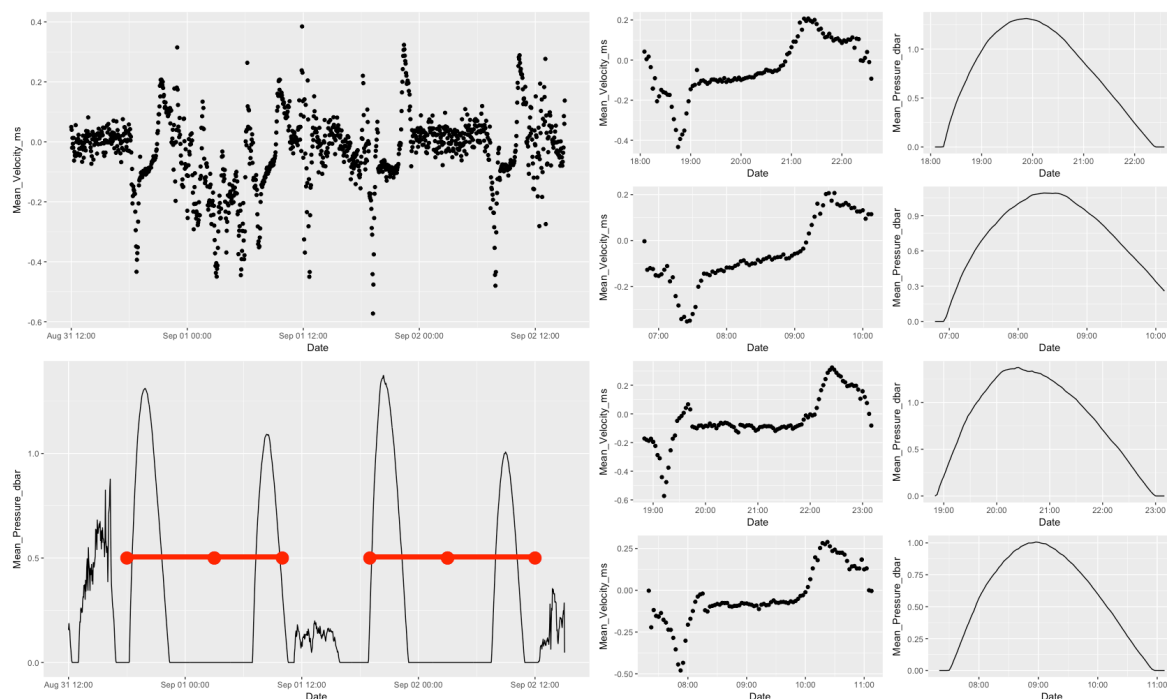 Mean_Velocity_ms
0.4
0.2
0.0
-0.2
-0.4
-0.6
Aug 31 12:00 Sep 01 00:00 Sep 01 12:00 Sep 02 00:00 Sep 02 12:00
Date
Mean_Velocity_ms
0.2
0.0
-0.2
-0.4
18:00 19:00 20:00 21:00 22:00
Date
Mean_Pressure_dbar
1.0
0.5
0.0
18:00 19:00 20:00 21:00 22:00
Date
Mean_Velocity_ms
0.2
0.0
-0.2
07:00 08:00 09:00 10:00
Date
Mean_Pressure_dbar
0.9
0.6
0.3
0.0
07:00 08:00 09:00 10:00
Date
Mean_Pressure_dbar
1.0
0.5
0.0
Aug 31 12:00 Sep 01 00:00 Sep 01 12:00 Sep 02 00:00 Sep 02 12:00
Date
Mean_Velocity_ms
0.2
0.0
-0.2
-0.4
-0.6
19:00 20:00 21:00 22:00 23:00
Date
Mean_Pressure_dbar
1.0
0.5
0.0
19:00 20:00 21:00 22:00 23:00
Date
Mean_Velocity_ms
0.25
0.00
-0.25
-0.50
08:00 09:00 10:00 11:00
Date
Mean_Pressure_dbar
1.00
0.75
0.50
0.25
0.00
08:00 09:00 10:00 11:00
Date